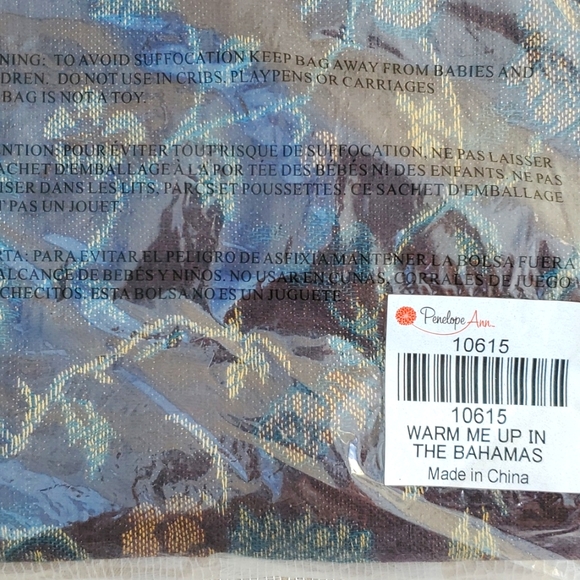 NING: TO AVOID SUFFOCATION KEEP BAG AWAY FROM BABIES AND
DREN. DO NOT USE IN CRIBS, PLAYPENS OR CARRIAGES
BAG IS NOT A TOY.
NTION: POUR ÉVITER TOUT RISQUE DE SUFFOCATION, NE PAS LAISSER
SACHET D'EMBALLAGE À LA PORTÉE DES BÉBÉS NI DES ENFANTS. NE PAS
ISER DANS LES LITS, PARCS ET POUSSETTES. CE SACHET D'EMBALLAGE
T PAS UN JOUET.
RTA: PARA EVITAR EL PELIGRO DE ASFIXIA MANTENER LA BOLSA FUERA
ALCANCE DE BEBÉS Y NIÑOS. NO USAR EN CUNAS, CORRALES DE JUEGO
CHECITOS. ESTA BOLSA NO ES UN JUGUETE
Penelope Ann
10615
10615
WARM ME UP IN
THE BAHAMAS
Made in China